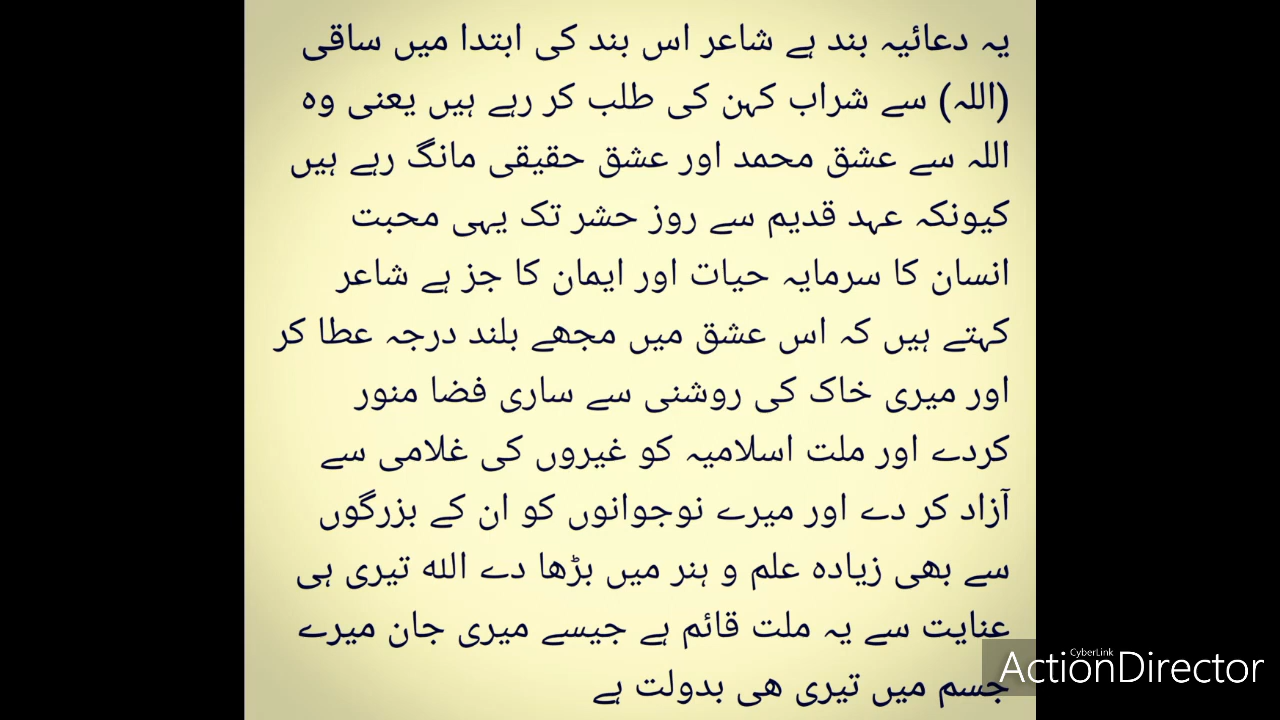 یہ دعائیہ بند ہے شاعر اس بند کی ابتدا میں ساقی
(اللہ) سے شراب کہن کی طلب کر رہے ہیں یعنی وہ
اللہ سے عشق محمد اور عشق حقیقی مانگ رہے ہیں
کیونکہ عہد قدیم سے روز حشر تک یہی محبت
انسان کا سرمایہ حیات اور ایمان کا جز ہے شاعر
کہتے ہیں کہ اس عشق میں مجھے بلند درجہ عطا کر
اور میری خاک کی روشنی سے ساری فضا منور
کردے اور ملت اسلامیہ کو غیروں کی غلامی سے
آزاد کر دے اور میرے نوجوانوں کو ان کے بزرگوں
سے بھی زیادہ علم و ہنر میں بڑھا دے الله تیری ہی
عنایت سے یہ ملت قائم ہے جیسے میری جان میرے
جسم میں تیری ھی بدولت ہے
CyberLink
ActionDirector